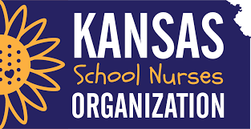 KANSAS
School Nurses
ORGANIZATION